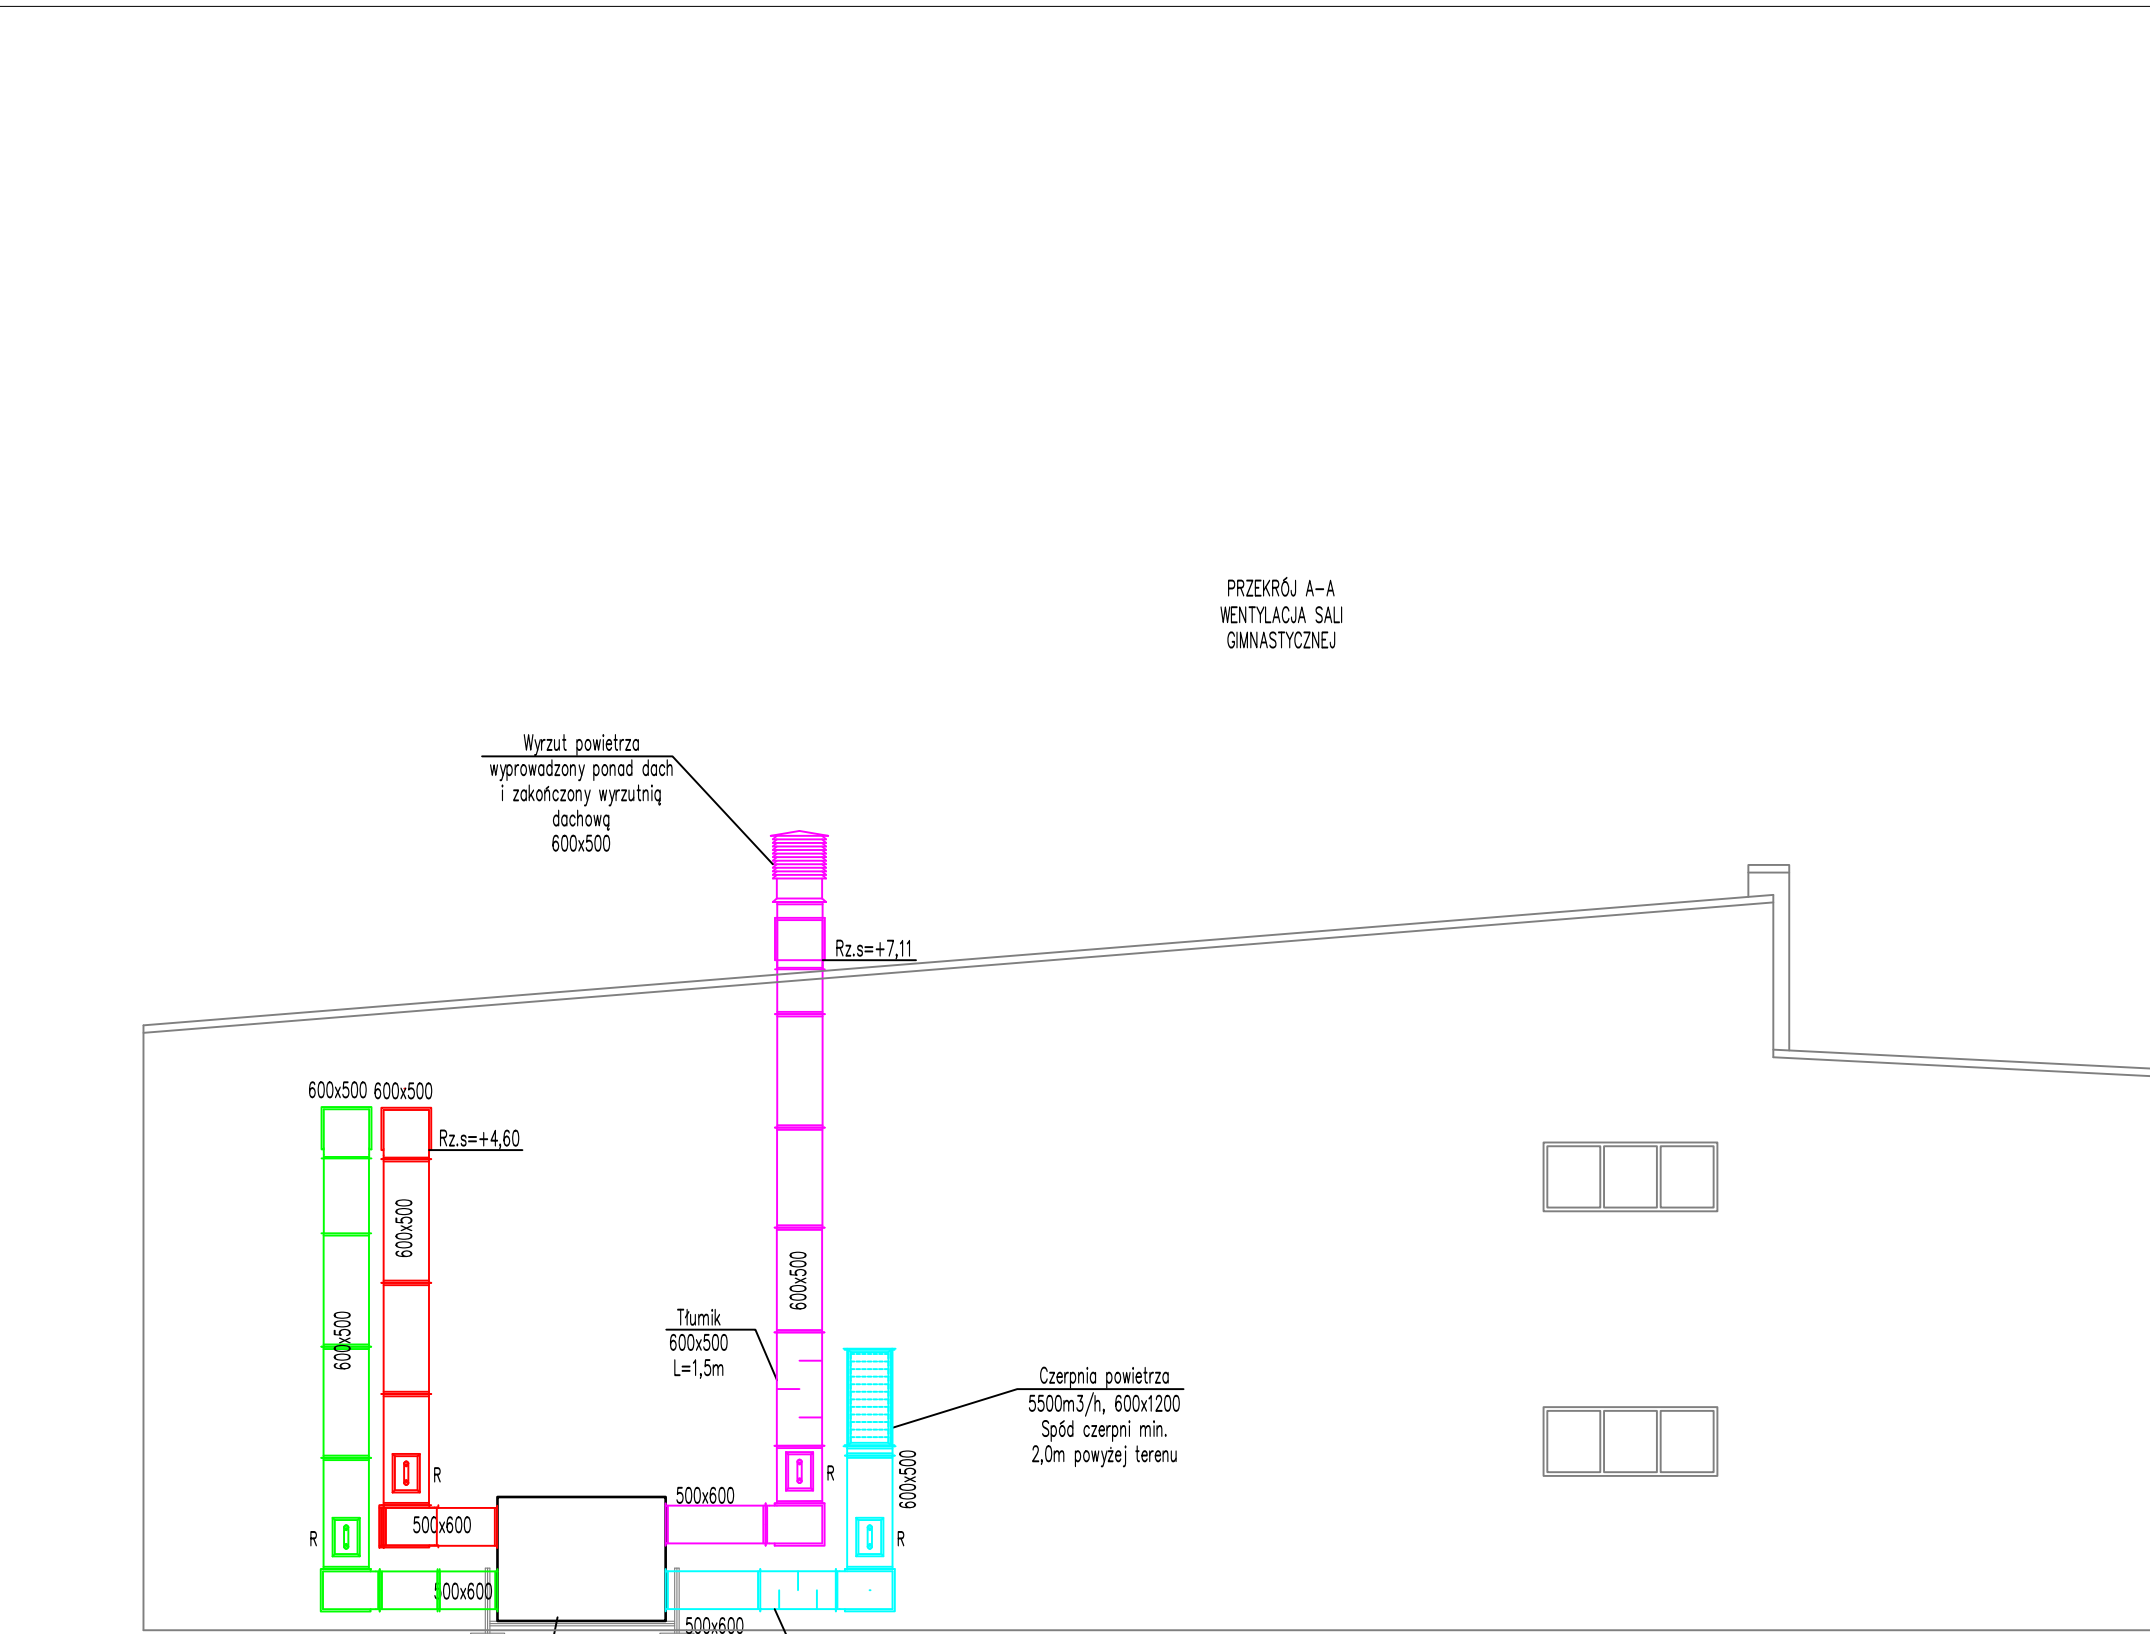 PRZEKRÓJ A-A
WENTYLACJA SALI
GIMNASTYCZNEJ
Wyrzut powietrza
wyprowadzony ponad dach
i zakończony wyrzutnią
dachową
600x500
Rz.s=+7,11
600x500
600x500
Rz.s=+4,60
600x500
600x500
600x500
Tłumik
600x500
L=1,5m
Czerpnia powietrza
5500m3/h, 600x1200
Spód czerpni min.
2,0m powyżej terenu
600x500
R
R
500x600
500x600
R
R
500x600
500x600